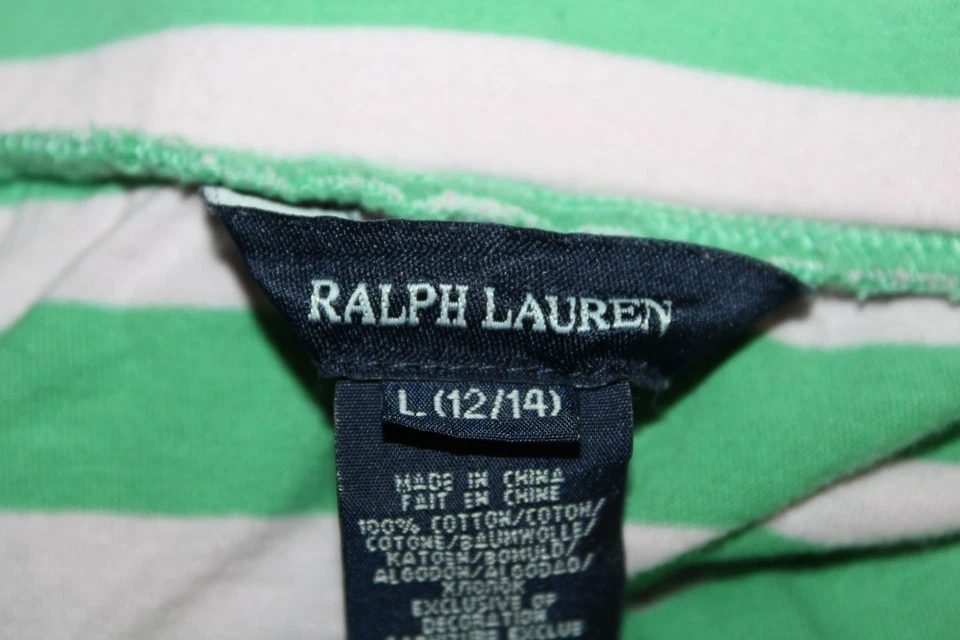 RALPH LAUREN
L (12/14)
MADE IN CHINA
FAIT EN CHINE
100% COTTON/COTON/
COTONE/BAUMWOLLE/
KATOEN/BOMULD/
ALGODON/ALGODAO/
EXCLUSIVE OF
DECORATION
EXCLUE